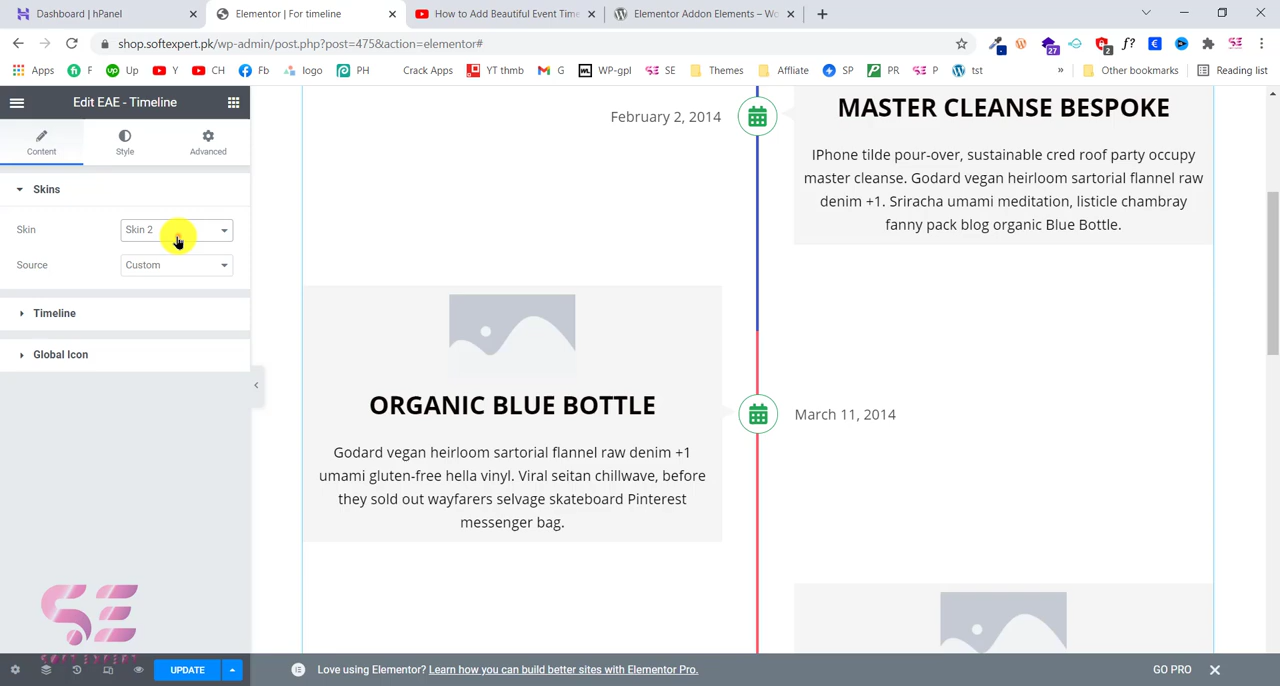 Dashboard | hPanel
Elementor | For timeline
How to Add Beautiful Event Time
Elementor Addon Elements – Wo
shop.softexpert.pk/wp-admin/post.php?post=475&action=elementor#
27
2
f?
Apps
F
Up
Y
CH
Fb
logo
PH
Crack Apps
YT thmb
G
WP-gpl
SE
Themes
Affliate
SP
PR
P
tst
»
Other bookmarks
Reading list
Edit EAE - Timeline
Content
Style
Advanced
Skins
Skin
Skin 2
Source
Custom
Timeline
Global Icon
February 2, 2014
MASTER CLEANSE BESPOKE
IPhone tilde pour-over, sustainable cred roof party occupy
master cleanse. Godard vegan heirloom sartorial flannel raw
denim +1. Sriracha umami meditation, listicle chambray
fanny pack blog organic Blue Bottle.
ORGANIC BLUE BOTTLE
March 11, 2014
Godard vegan heirloom sartorial flannel raw denim +1
umami gluten-free hella vinyl. Viral seitan chillwave, before
they sold out wayfarers selvage skateboard Pinterest
messenger bag.
SE
SOFT EXPERT
UPDATE
Love using Elementor? Learn how you can build better sites with Elementor Pro.
GO PRO